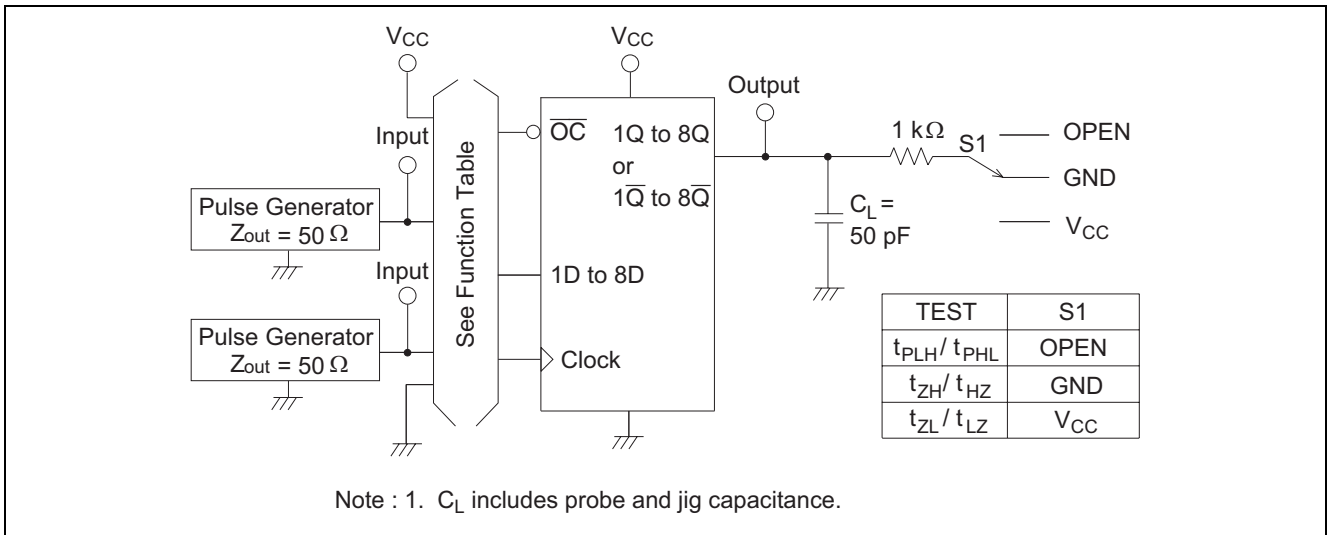 VCC
VCC
Output
Input
OC
1Q to 8Q
or
1Q̅ to 8Q̅
1 kΩ
S1
OPEN
GND
VCC
Pulse Generator
Zout = 50 Ω
CL =
50 pF
Input
See Function Table
1D to 8D
Pulse Generator
Zout = 50 Ω
Clock
TEST S1
tPLH / tPHL OPEN
tZH / tHZ GND
tZL / tLZ VCC
Note : 1. CL includes probe and jig capacitance.